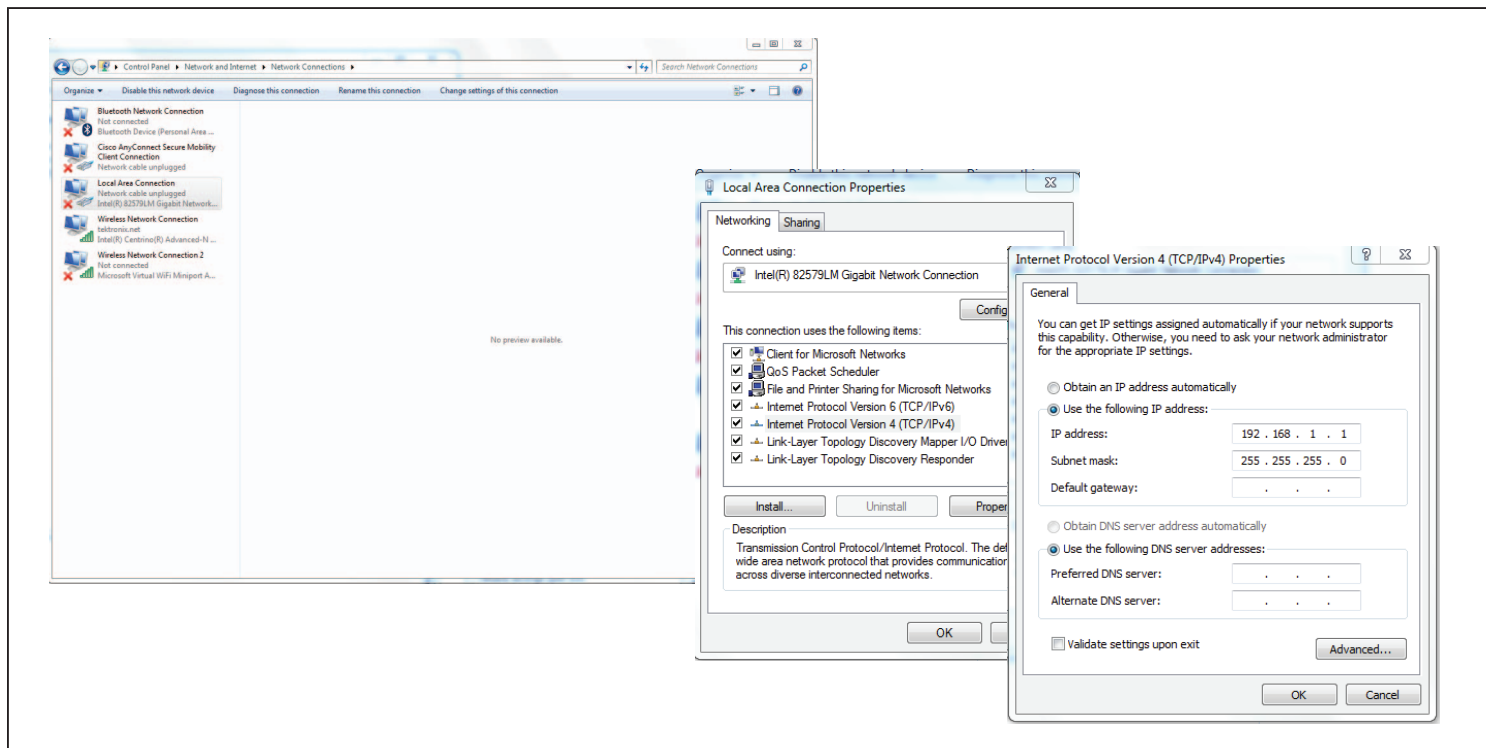 Control Panel ▸ Network and Internet ▸ Network Connections ▸
Search Network Connections
Organize ▾ Disable this network device Diagnose this connection Rename this connection Change settings of this connection
Bluetooth Network Connection
Not connected
Bluetooth Device (Personal Area ...
Cisco AnyConnect Secure Mobility
Client Connection
Network cable unplugged
Local Area Connection
Network cable unplugged
Intel(R) 82579LM Gigabit Network...
Wireless Network Connection
tektronix.net
Intel(R) Centrino(R) Advanced-N ...
Wireless Network Connection 2
Not connected
Microsoft Virtual WiFi Miniport A...
No preview available.
Local Area Connection Properties
Networking Sharing
Connect using:
Intel(R) 82579LM Gigabit Network Connection
Config
This connection uses the following items:
Client for Microsoft Networks
QoS Packet Scheduler
File and Printer Sharing for Microsoft Networks
Internet Protocol Version 6 (TCP/IPv6)
Internet Protocol Version 4 (TCP/IPv4)
Link-Layer Topology Discovery Mapper I/O Driver
Link-Layer Topology Discovery Responder
Install... Uninstall Proper
Description
Transmission Control Protocol/Internet Protocol. The def
wide area network protocol that provides communication
across diverse interconnected networks.
OK
Internet Protocol Version 4 (TCP/IPv4) Properties
General
You can get IP settings assigned automatically if your network supports
this capability. Otherwise, you need to ask your network administrator
for the appropriate IP settings.
Obtain an IP address automatically
Use the following IP address:
IP address: 192 . 168 . 1 . 1
Subnet mask: 255 . 255 . 255 . 0
Default gateway: . . .
Obtain DNS server address automatically
Use the following DNS server addresses:
Preferred DNS server: . . .
Alternate DNS server: . . .
Validate settings upon exit
Advanced...
OK Cancel